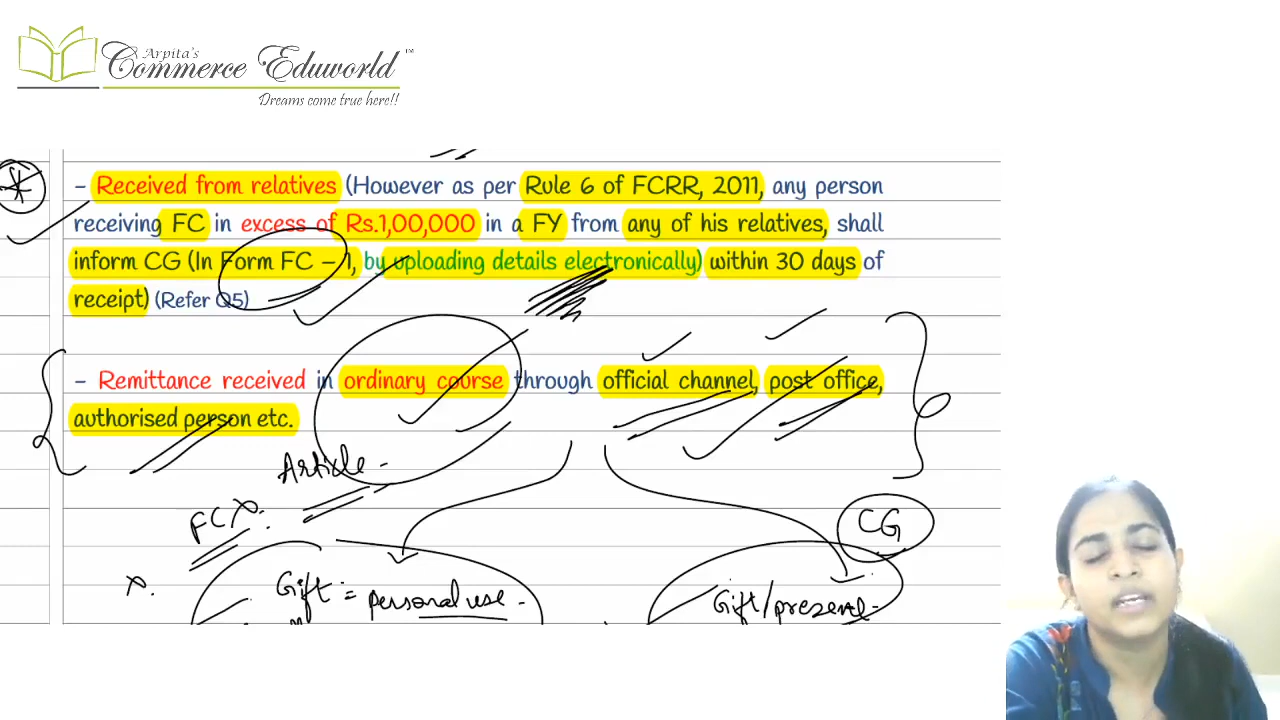 Arpita's
Commerce Eduworld™
Dreams come true here!!
- Received from relatives (However as per Rule 6 of FCRR, 2011, any person
receiving FC in excess of Rs.1,00,000 in a FY from any of his relatives, shall
inform CG (In Form FC – 1, by uploading details electronically) within 30 days of
receipt) (Refer Q5)
- Remittance received in ordinary course through official channel, post office,
authorised person etc.
Article -
FC x.
CG
x. Gift = personal use - Gift/present -